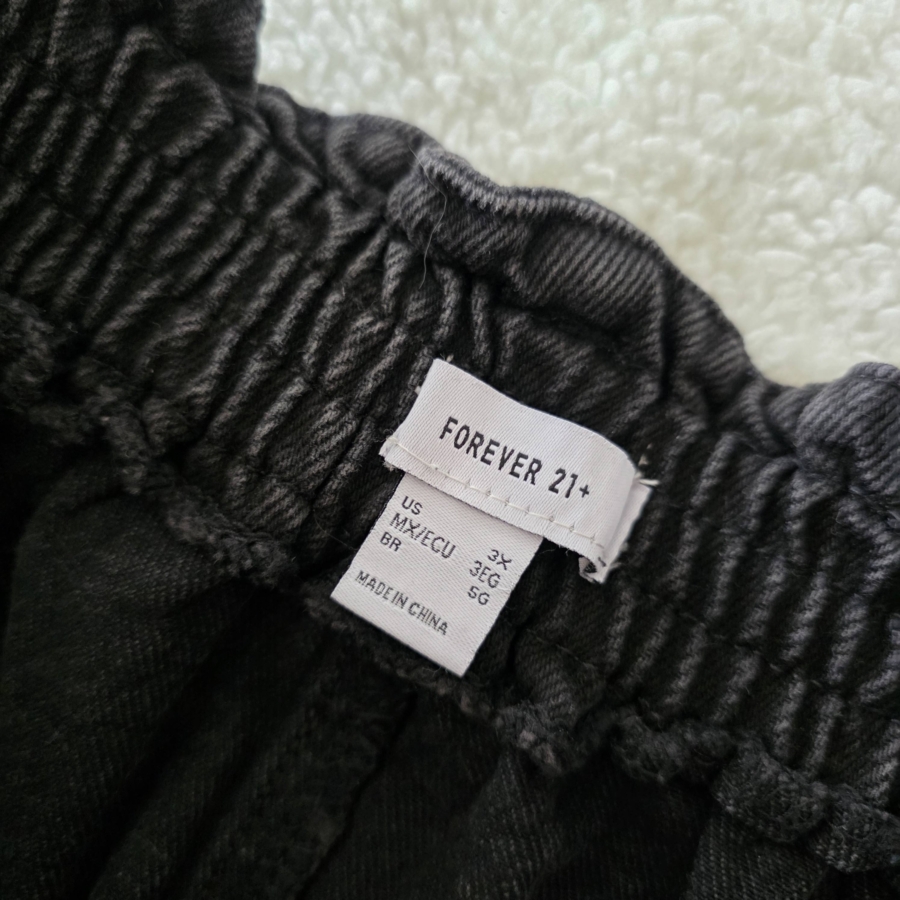 FOREVER 21+
US 3X
MX/ECU 3EG
BR 5G
MADE IN CHINA